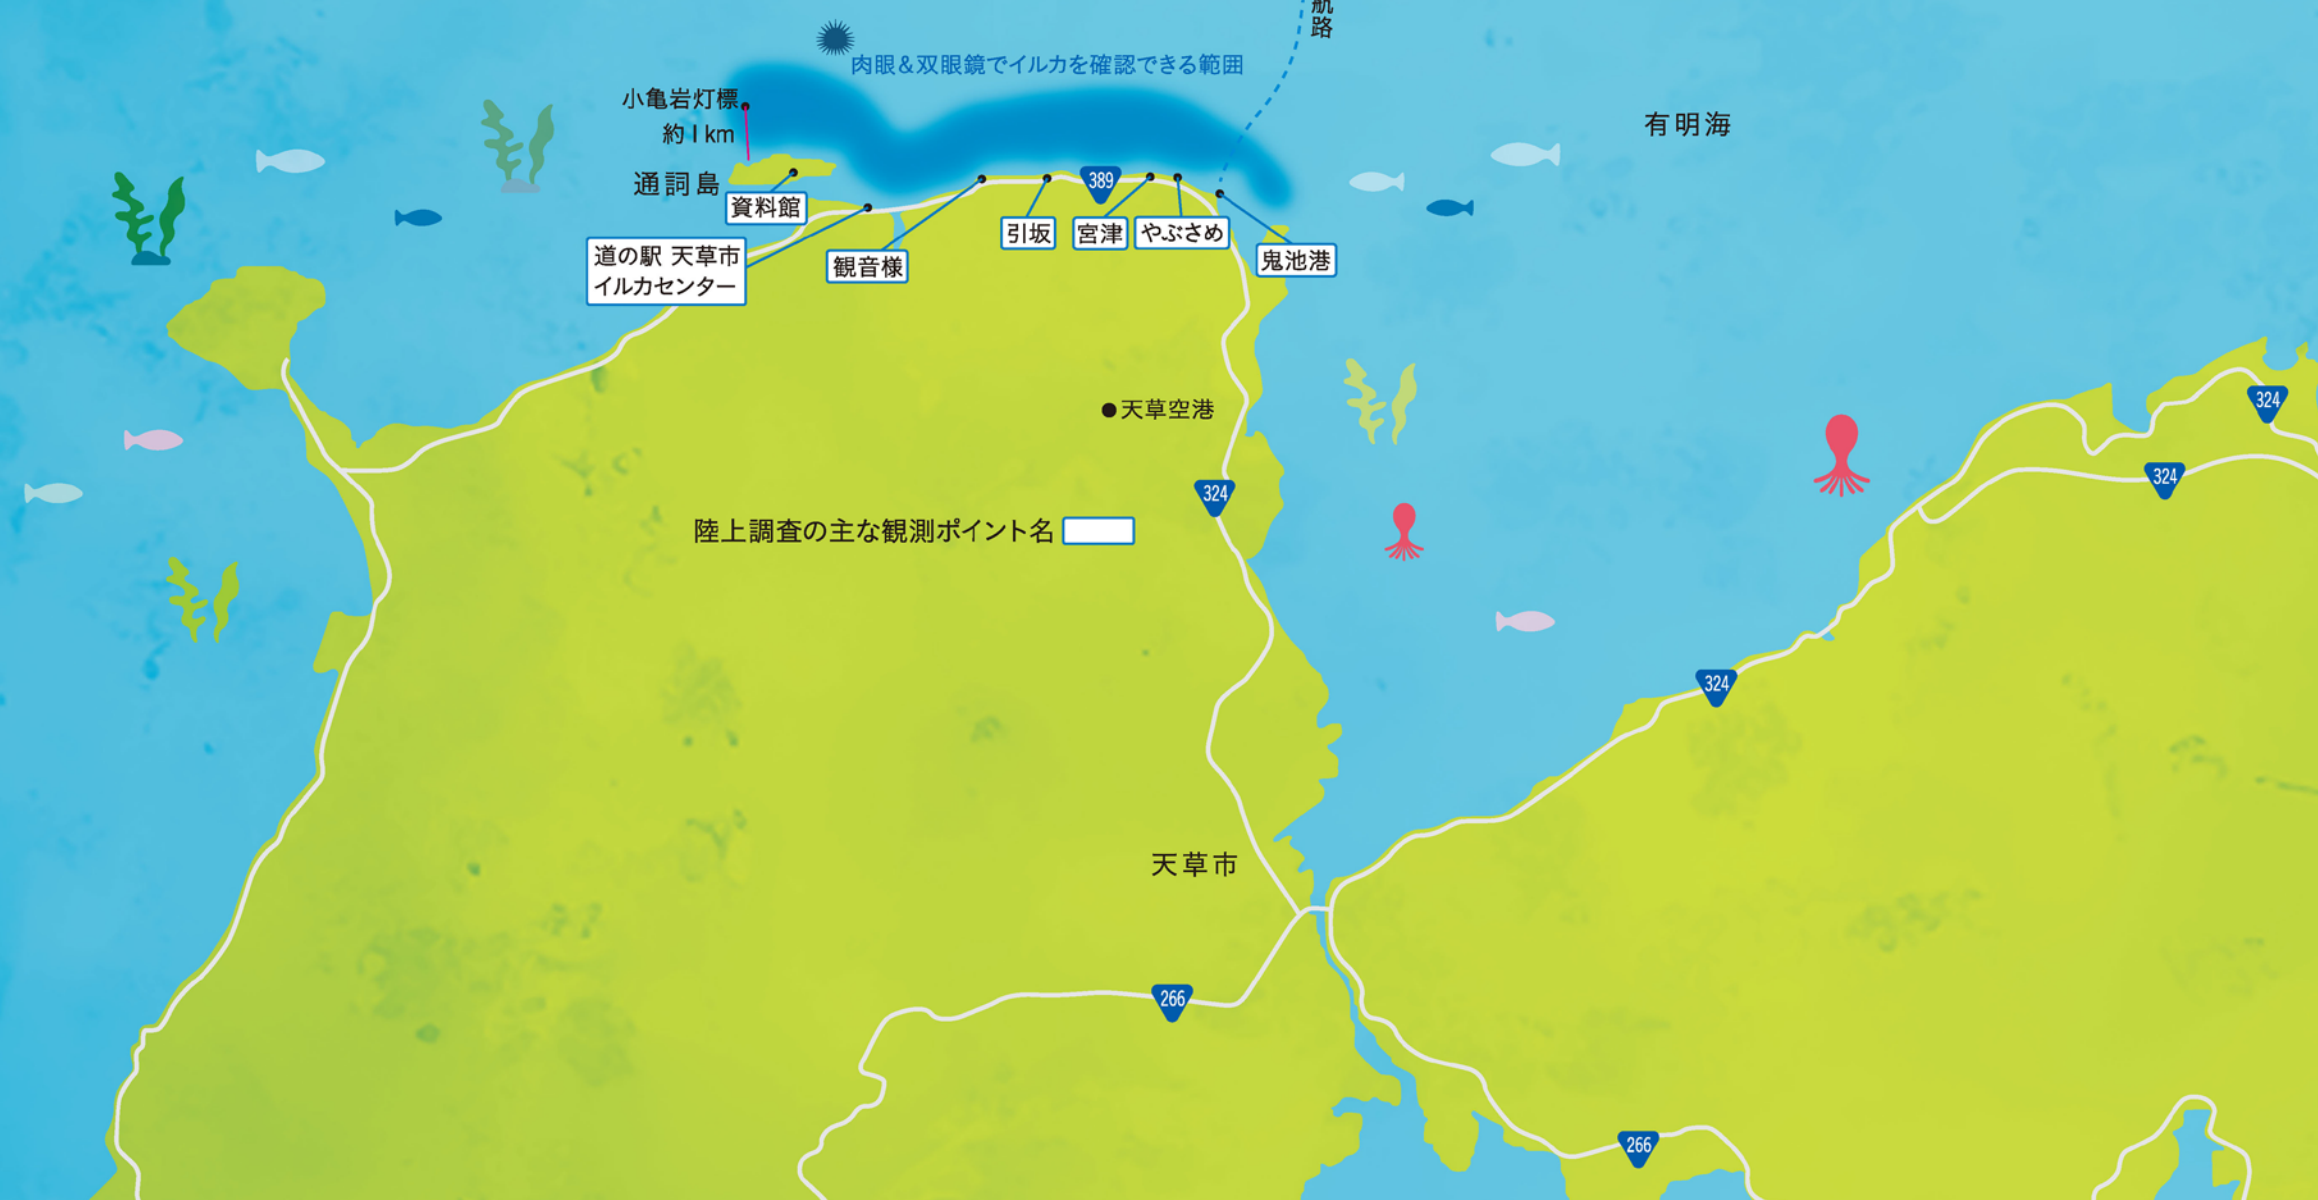 航路
肉眼&双眼鏡でイルカを確認できる範囲
小亀岩灯標
約1km
有明海
通詞島
資料館
389
道の駅 天草市
イルカセンター
観音様
引坂
宮津
やぶさめ
鬼池港
天草空港
324
324
324
陸上調査の主な観測ポイント名
324
天草市
266
266